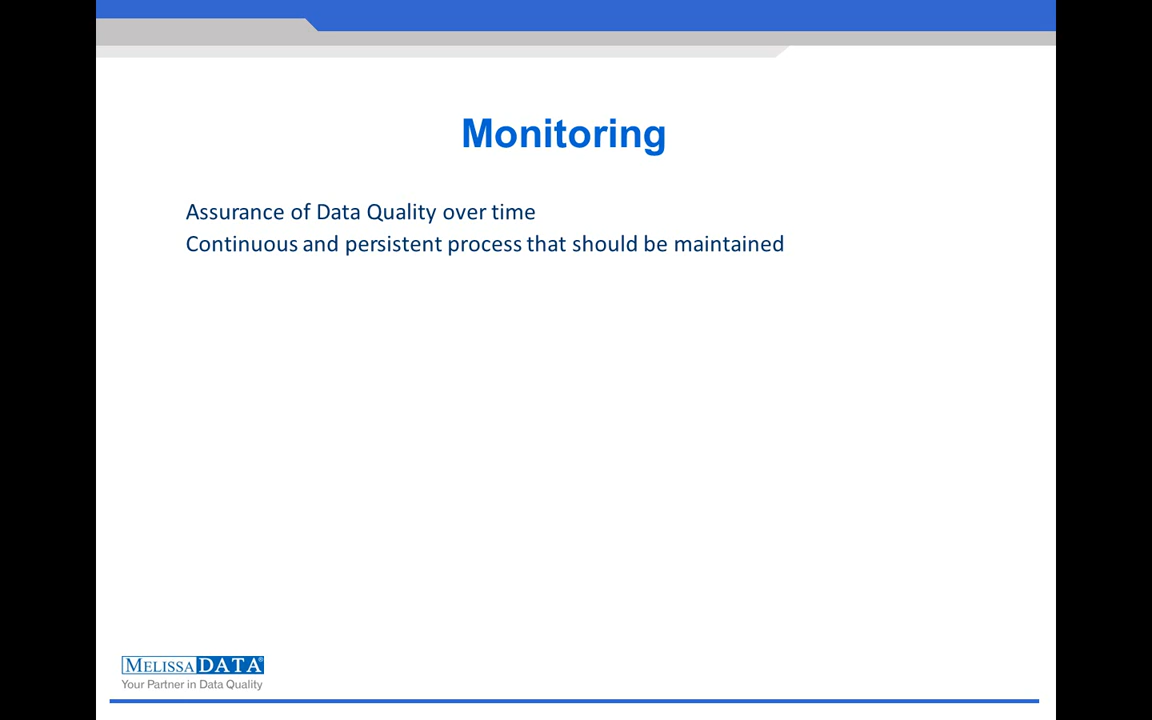 Monitoring
Assurance of Data Quality over time
Continuous and persistent process that should be maintained
MELISSA DATA®
Your Partner in Data Quality